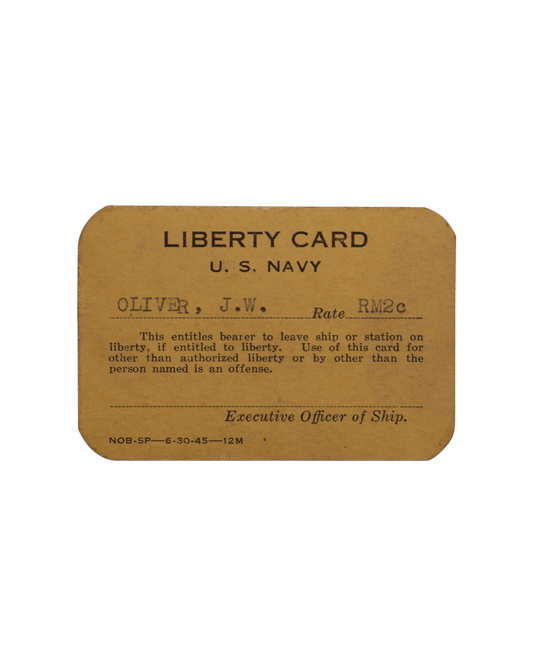 LIBERTY CARD
U. S. NAVY
OLIVER, J.W. Rate RM2c
This entitles bearer to leave ship or station on
liberty, if entitled to liberty. Use of this card for
other than authorized liberty or by other than the
person named is an offense.
Executive Officer of Ship.
NOB-SP—6-30-45—12M